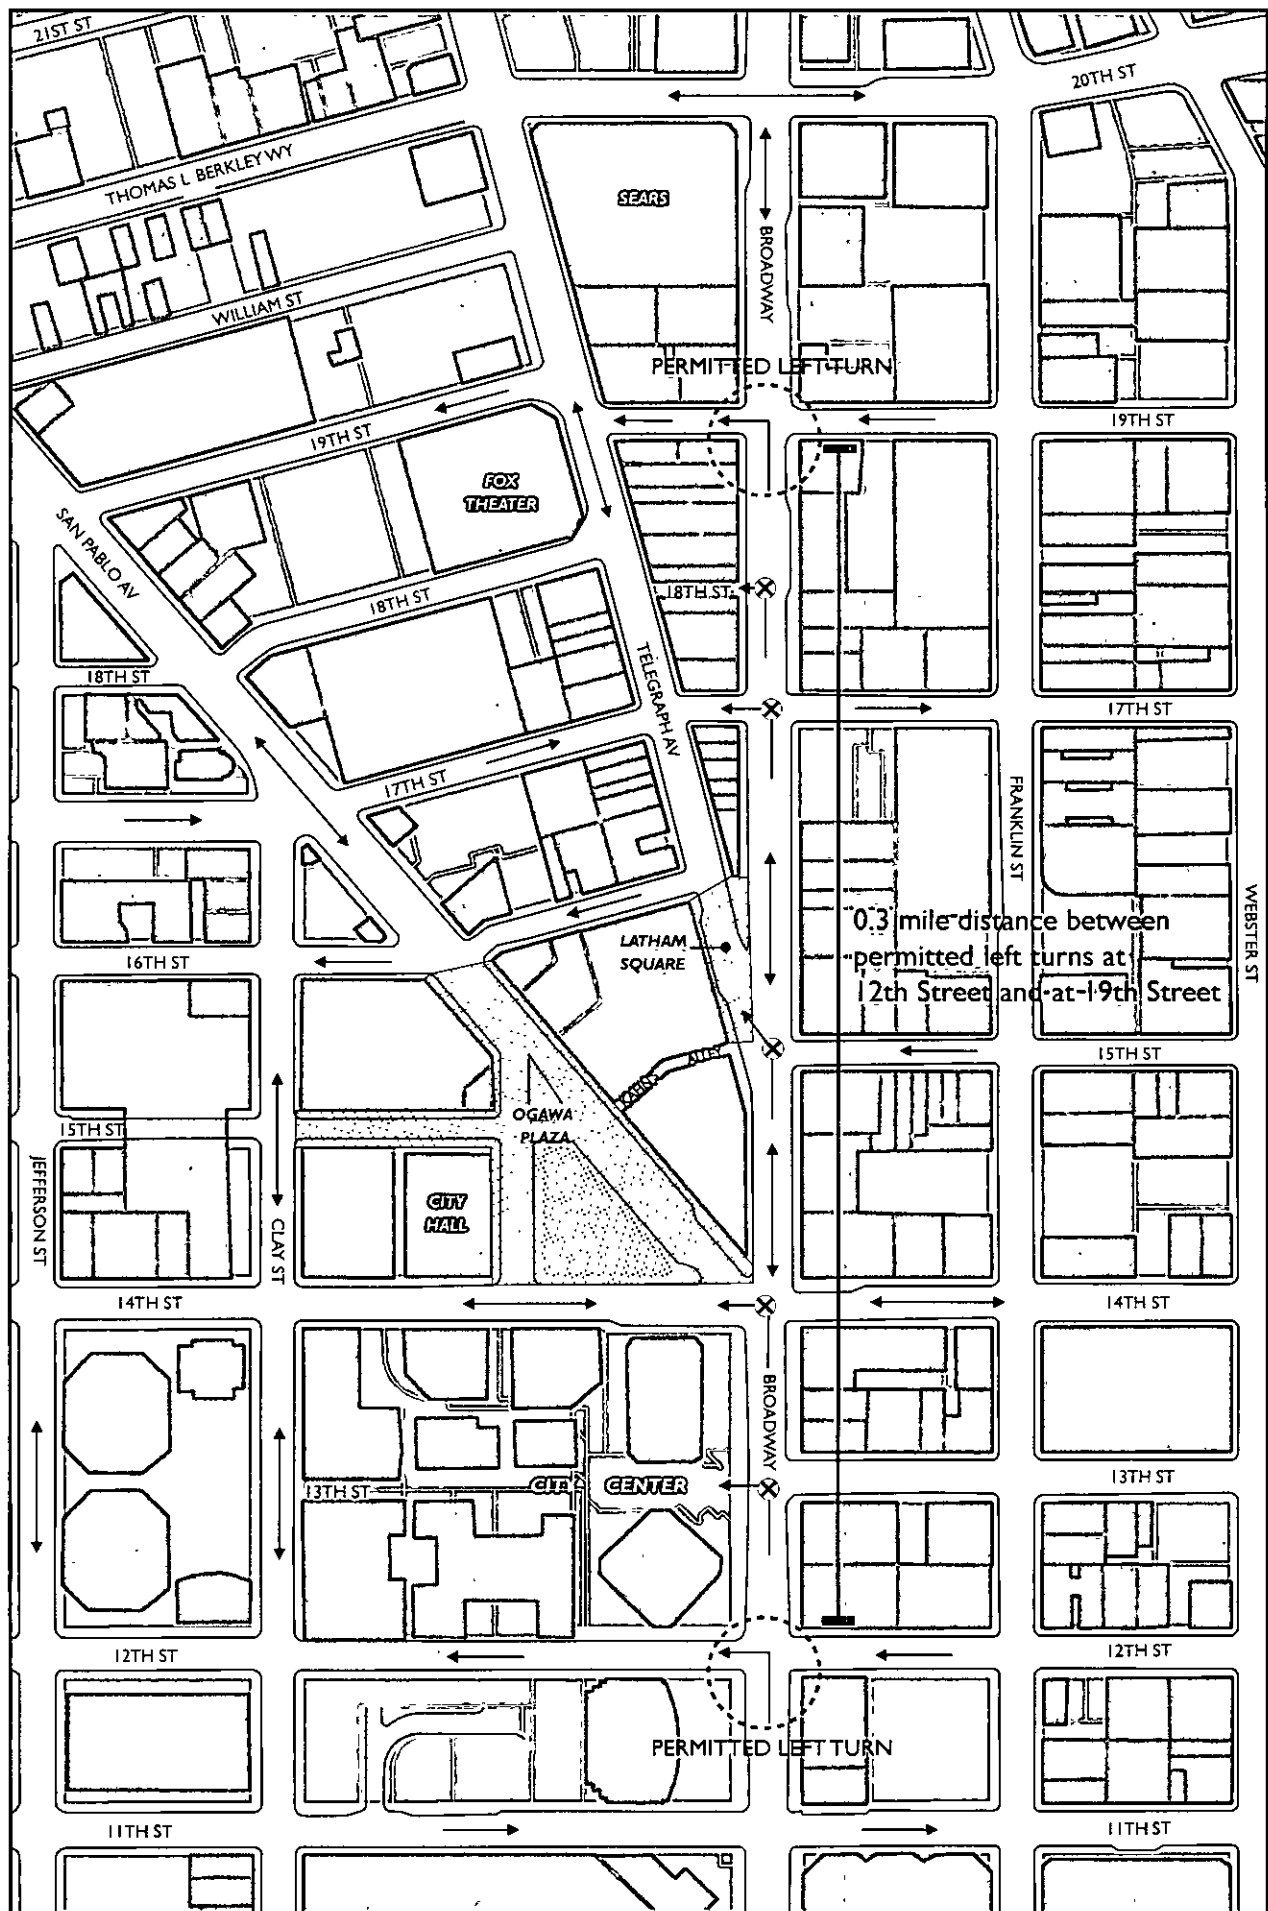 21ST ST
20TH ST
THOMAS L BERKLEY WY
SEARS
BROADWAY
WILLIAM ST
PERMITTED LEFT TURN
19TH ST
19TH ST
FOX
THEATER
SAN PABLO AV
18TH ST
18TH ST
18TH ST
TELEGRAPH AV
17TH ST
17TH ST
FRANKLIN ST
WEBSTER ST
0.3 mile distance between
permitted left turns at
12th Street and at 19th Street
LATHAM
SQUARE
16TH ST
15TH ST
KAHN'S ALLEY
OGAWA
PLAZA
15TH ST
JEFFERSON ST
CLAY ST
CITY
HALL
14TH ST
14TH ST
BROADWAY
13TH ST
CITY CENTER
13TH ST
12TH ST
12TH ST
PERMITTED LEFT TURN
11TH ST
11TH ST